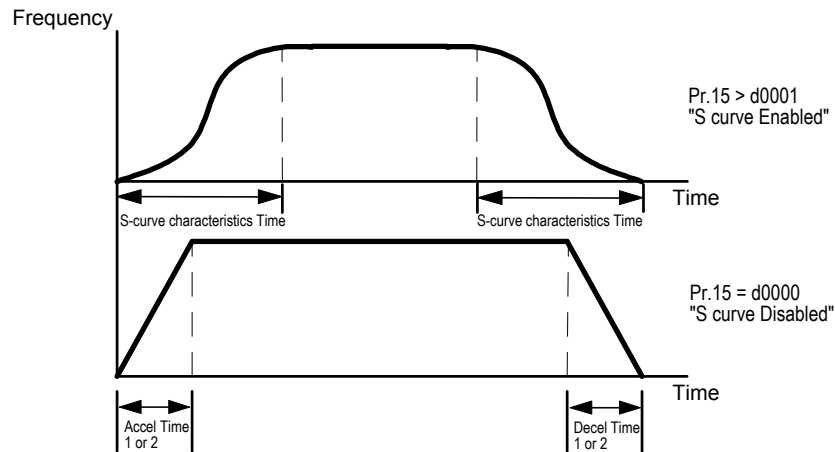 Frequency
Pr.15 > d0001
"S curve Enabled"
Time
S-curve characteristics Time
S-curve characteristics Time
Pr.15 = d0000
"S curve Disabled"
Time
Accel Time
1 or 2
Decel Time
1 or 2